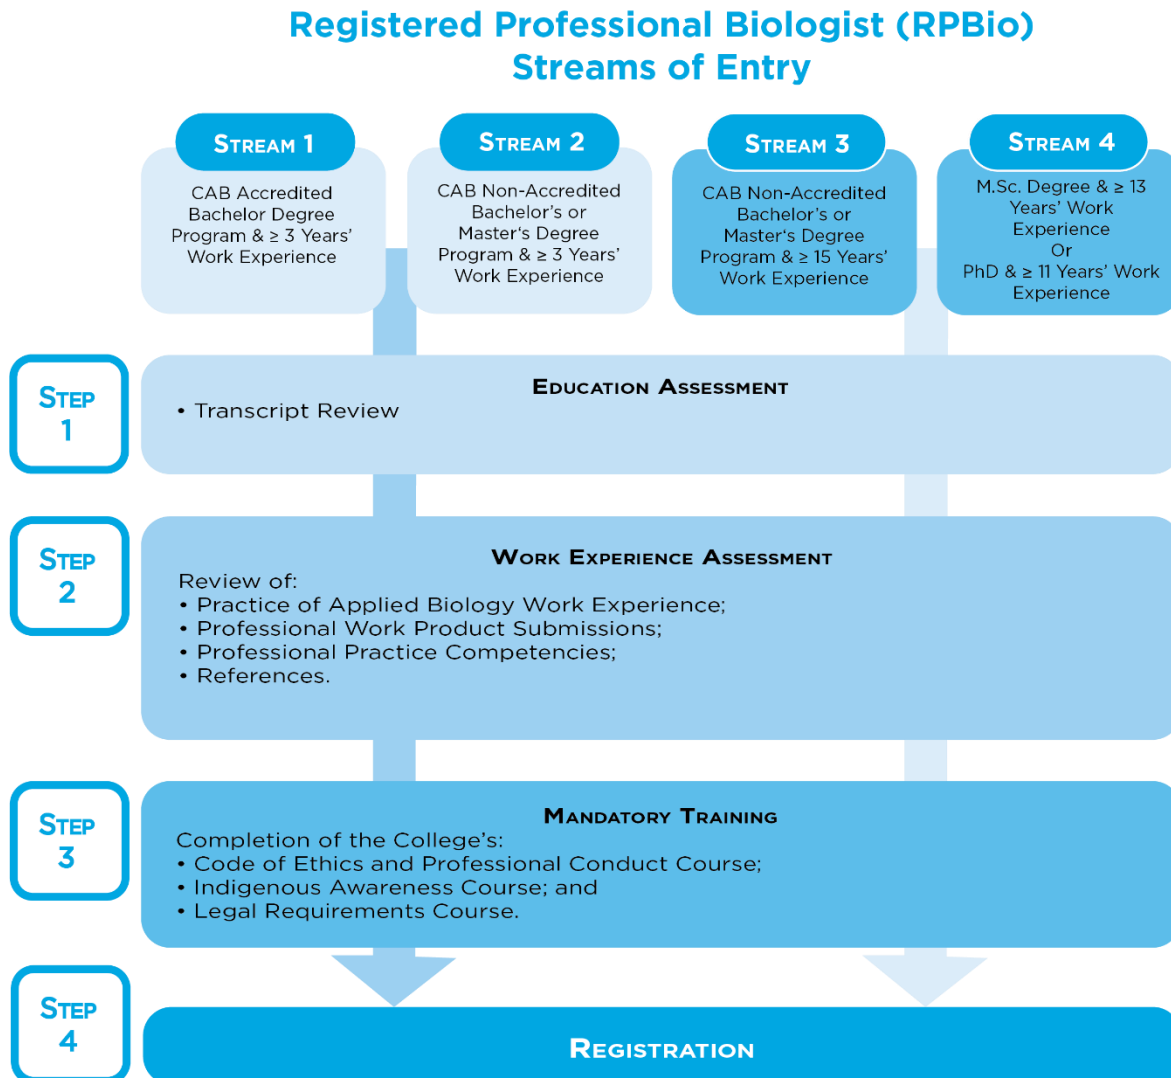 Registered Professional Biologist (RPBio)
Streams of Entry
STREAM 1
CAB Accredited
Bachelor Degree
Program & ≥ 3 Years'
Work Experience
STREAM 2
CAB Non-Accredited
Bachelor's or
Master‘s Degree
Program & ≥ 3 Years'
Work Experience
STREAM 3
CAB Non-Accredited
Bachelor's or
Master‘s Degree
Program & ≥ 15 Years'
Work Experience
STREAM 4
M.Sc. Degree & ≥ 13
Years' Work
Experience
Or
PhD & ≥ 11 Years' Work
Experience
STEP
1
EDUCATION ASSESSMENT
• Transcript Review
STEP
2
WORK EXPERIENCE ASSESSMENT
Review of:
• Practice of Applied Biology Work Experience;
• Professional Work Product Submissions;
• Professional Practice Competencies;
• References.
STEP
3
MANDATORY TRAINING
Completion of the College's:
• Code of Ethics and Professional Conduct Course;
• Indigenous Awareness Course; and
• Legal Requirements Course.
STEP
4
REGISTRATION